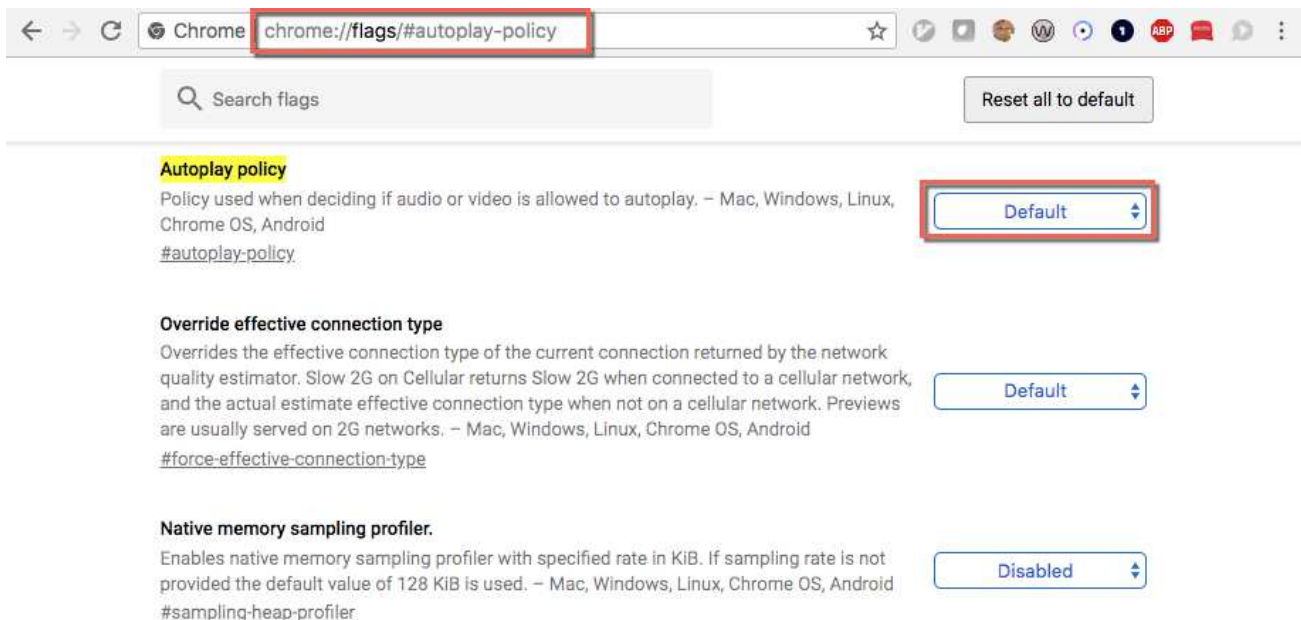 Chrome chrome://flags/#autoplay-policy
ABP
Search flags
Reset all to default
Autoplay policy
Policy used when deciding if audio or video is allowed to autoplay. – Mac, Windows, Linux,
Chrome OS, Android
#autoplay-policy
Default
Override effective connection type
Overrides the effective connection type of the current connection returned by the network
quality estimator. Slow 2G on Cellular returns Slow 2G when connected to a cellular network,
and the actual estimate effective connection type when not on a cellular network. Previews
are usually served on 2G networks. – Mac, Windows, Linux, Chrome OS, Android
#force-effective-connection-type
Default
Native memory sampling profiler.
Enables native memory sampling profiler with specified rate in KiB. If sampling rate is not
provided the default value of 128 KiB is used. – Mac, Windows, Linux, Chrome OS, Android
#sampling-heap-profiler
Disabled